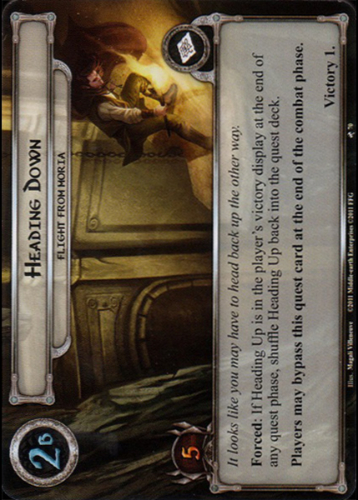 2B
HEADING DOWN
FLIGHT FROM MORIA
5
It looks like you may have to head back up the other way.
Forced: If Heading Up is in the player's victory display at the end of
any quest phase, shuffle Heading Up back into the quest deck.
Players may bypass this quest card at the end of the combat phase.
Victory 1.
Illus. Magali Villeneuve ©2011 Middle-earth Enterprises ©2011 FFG 70